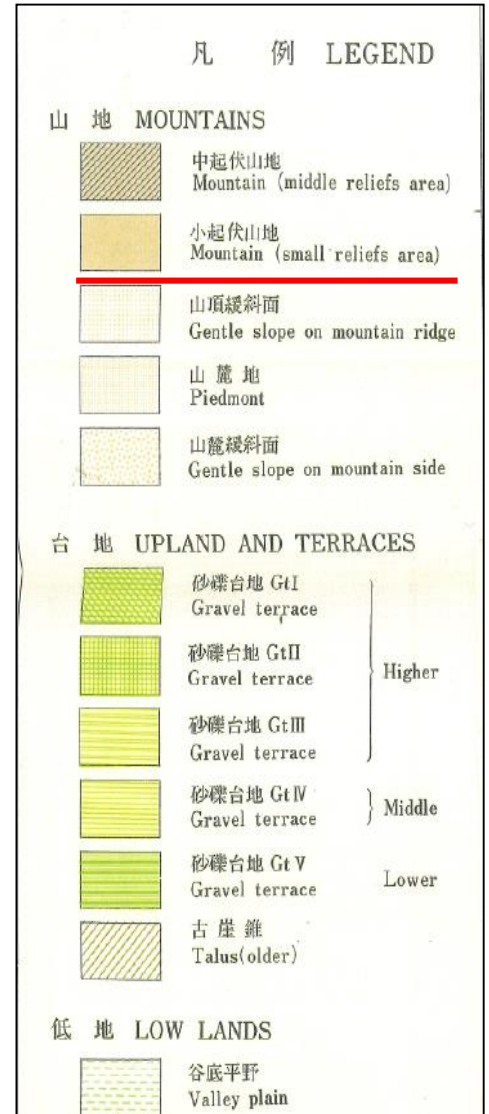 凡 例 LEGEND
山 地 MOUNTAINS
中起伏山地
Mountain (middle reliefs area)
小起伏山地
Mountain (small reliefs area)
山頂緩斜面
Gentle slope on mountain ridge
山麓地
Piedmont
山麓緩斜面
Gentle slope on mountain side
台 地 UPLAND AND TERRACES
砂礫台地 GtⅠ
Gravel terrace
砂礫台地 GtⅡ
Gravel terrace
Higher
砂礫台地 GtⅢ
Gravel terrace
砂礫台地 GtⅣ
Gravel terrace
Middle
砂礫台地 GtⅤ
Gravel terrace
Lower
古崖錐
Talus(older)
低 地 LOW LANDS
谷底平野
Valley plain